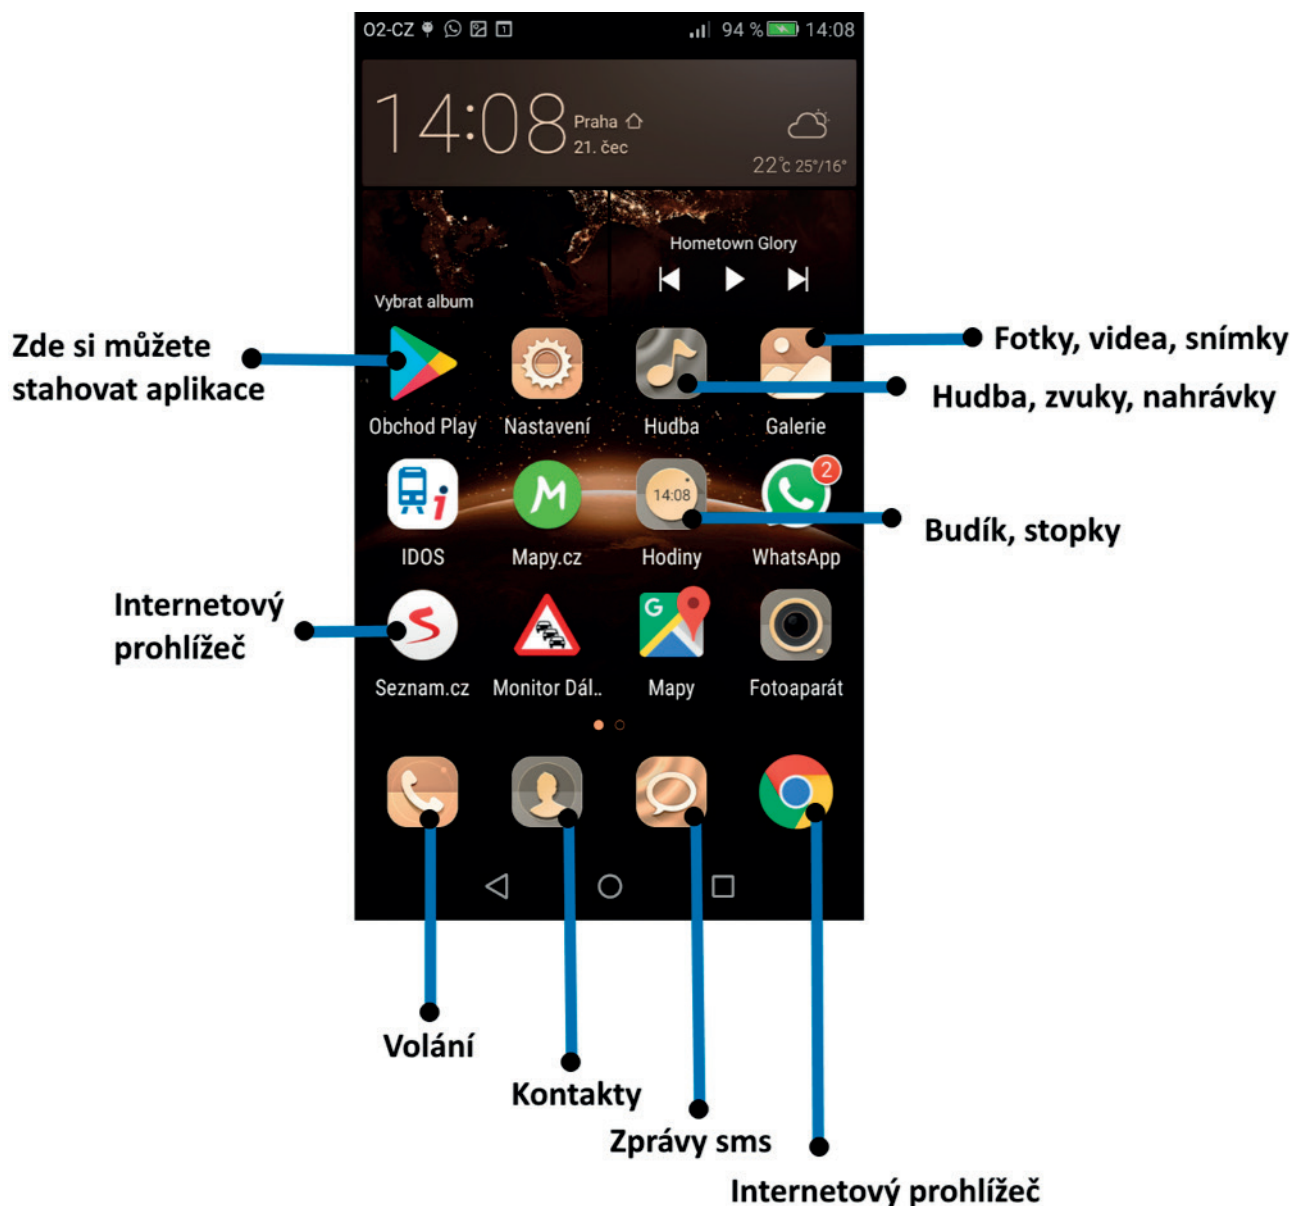 O2-CZ 94 % 14:08
14:08
Praha
21. čec
22°c 25°/16°
Hometown Glory
Vybrat album
Zde si můžete
stahovat aplikace
Fotky, videa, snímky
Hudba, zvuky, nahrávky
Obchod Play Nastavení Hudba Galerie
2
14:08
Budík, stopky
IDOS Mapy.cz Hodiny WhatsApp
Internetový
prohlížeč
G
Seznam.cz Monitor Dál.. Mapy Fotoaparát
Volání
Kontakty
Zprávy sms
Internetový prohlížeč